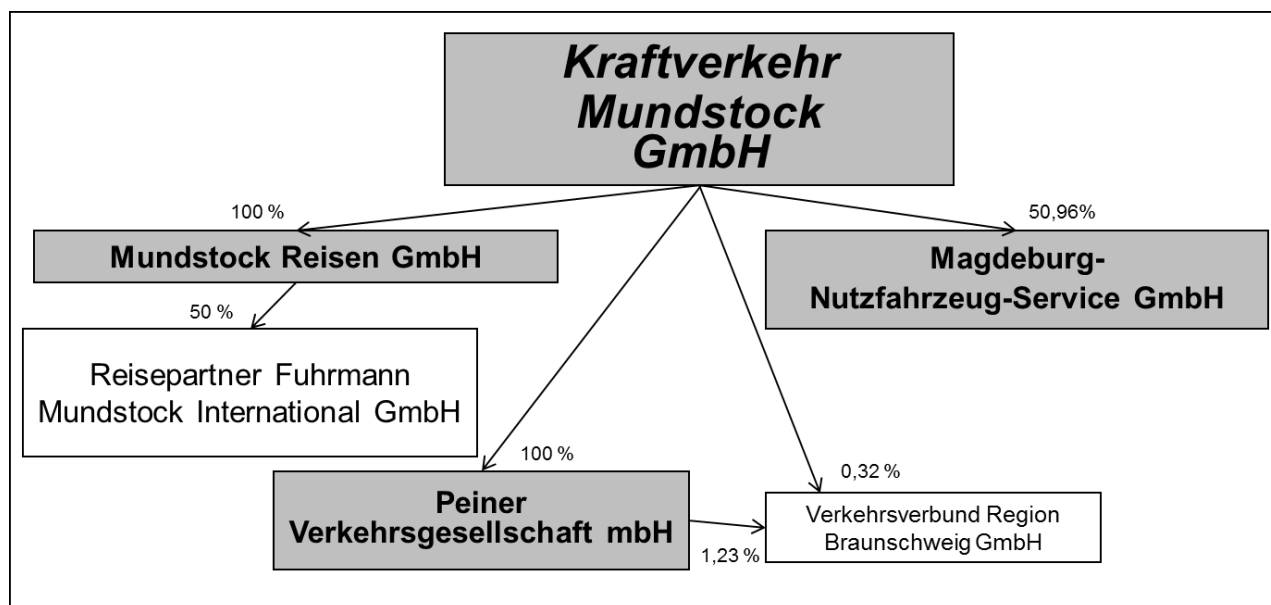 Kraftverkehr
Mundstock
GmbH
100 %
50,96%
Mundstock Reisen GmbH
Magdeburg-
Nutzfahrzeug-Service GmbH
50 %
Reisepartner Fuhrmann
Mundstock International GmbH
100 %
0,32 %
Peiner
Verkehrsgesellschaft mbH
Verkehrsverbund Region
Braunschweig GmbH
1,23 %